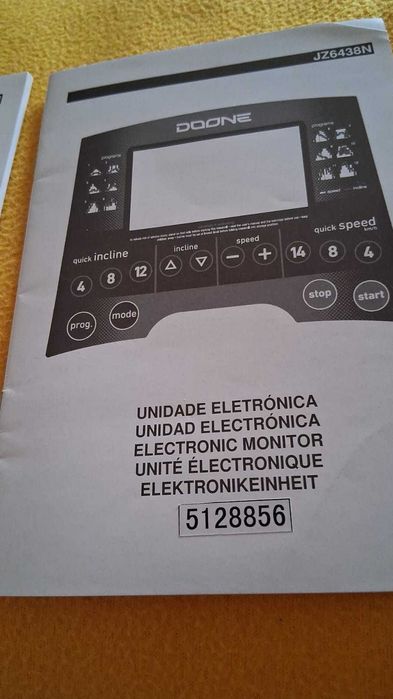 JZ6438N
DOONE
programs
programs
speed
incline
quick incline
incline
speed
quick speed
km/h
4
8
12
14
8
4
prog.
mode
stop
start
UNIDADE ELETRÓNICA
UNIDAD ELECTRÓNICA
ELECTRONIC MONITOR
UNITÉ ÉLECTRONIQUE
ELEKTRONIKEINHEIT
5128856